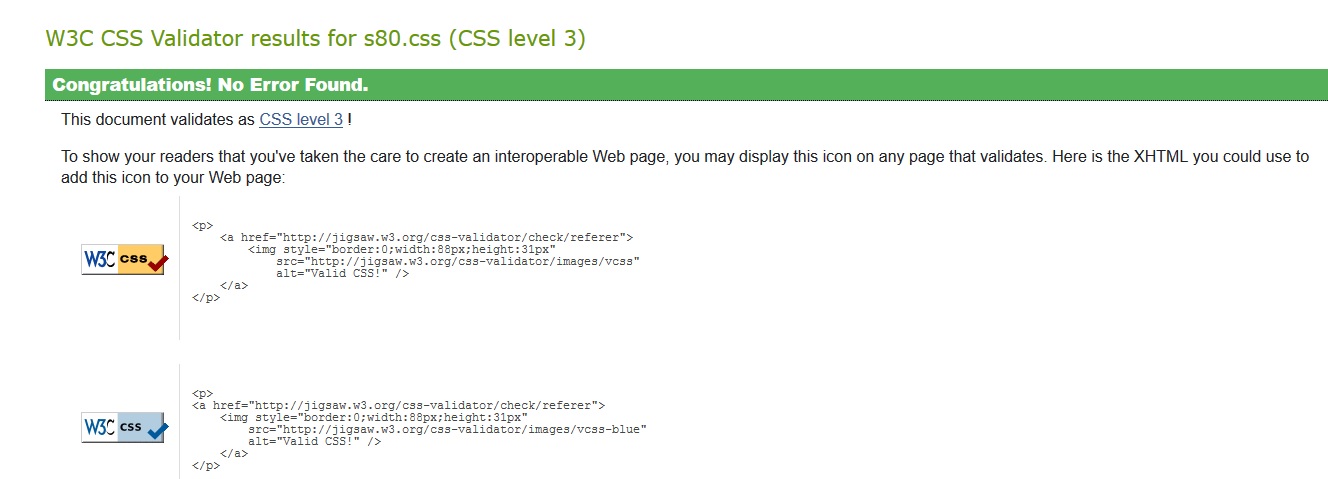 W3C CSS Validator results for s80.css (CSS level 3)
Congratulations! No Error Found.
This document validates as CSS level 3 !
To show your readers that you've taken the care to create an interoperable Web page, you may display this icon on any page that validates. Here is the XHTML you could use to
add this icon to your Web page:
W3C css
<p>
    <a href="http://jigsaw.w3.org/css-validator/check/referer">
        <img style="border:0;width:88px;height:31px"
            src="http://jigsaw.w3.org/css-validator/images/vcss"
            alt="Valid CSS!" />
    </a>
</p>
W3C css
<p>
<a href="http://jigsaw.w3.org/css-validator/check/referer">
    <img style="border:0;width:88px;height:31px"
        src="http://jigsaw.w3.org/css-validator/images/vcss-blue"
        alt="Valid CSS!" />
    </a>
</p>